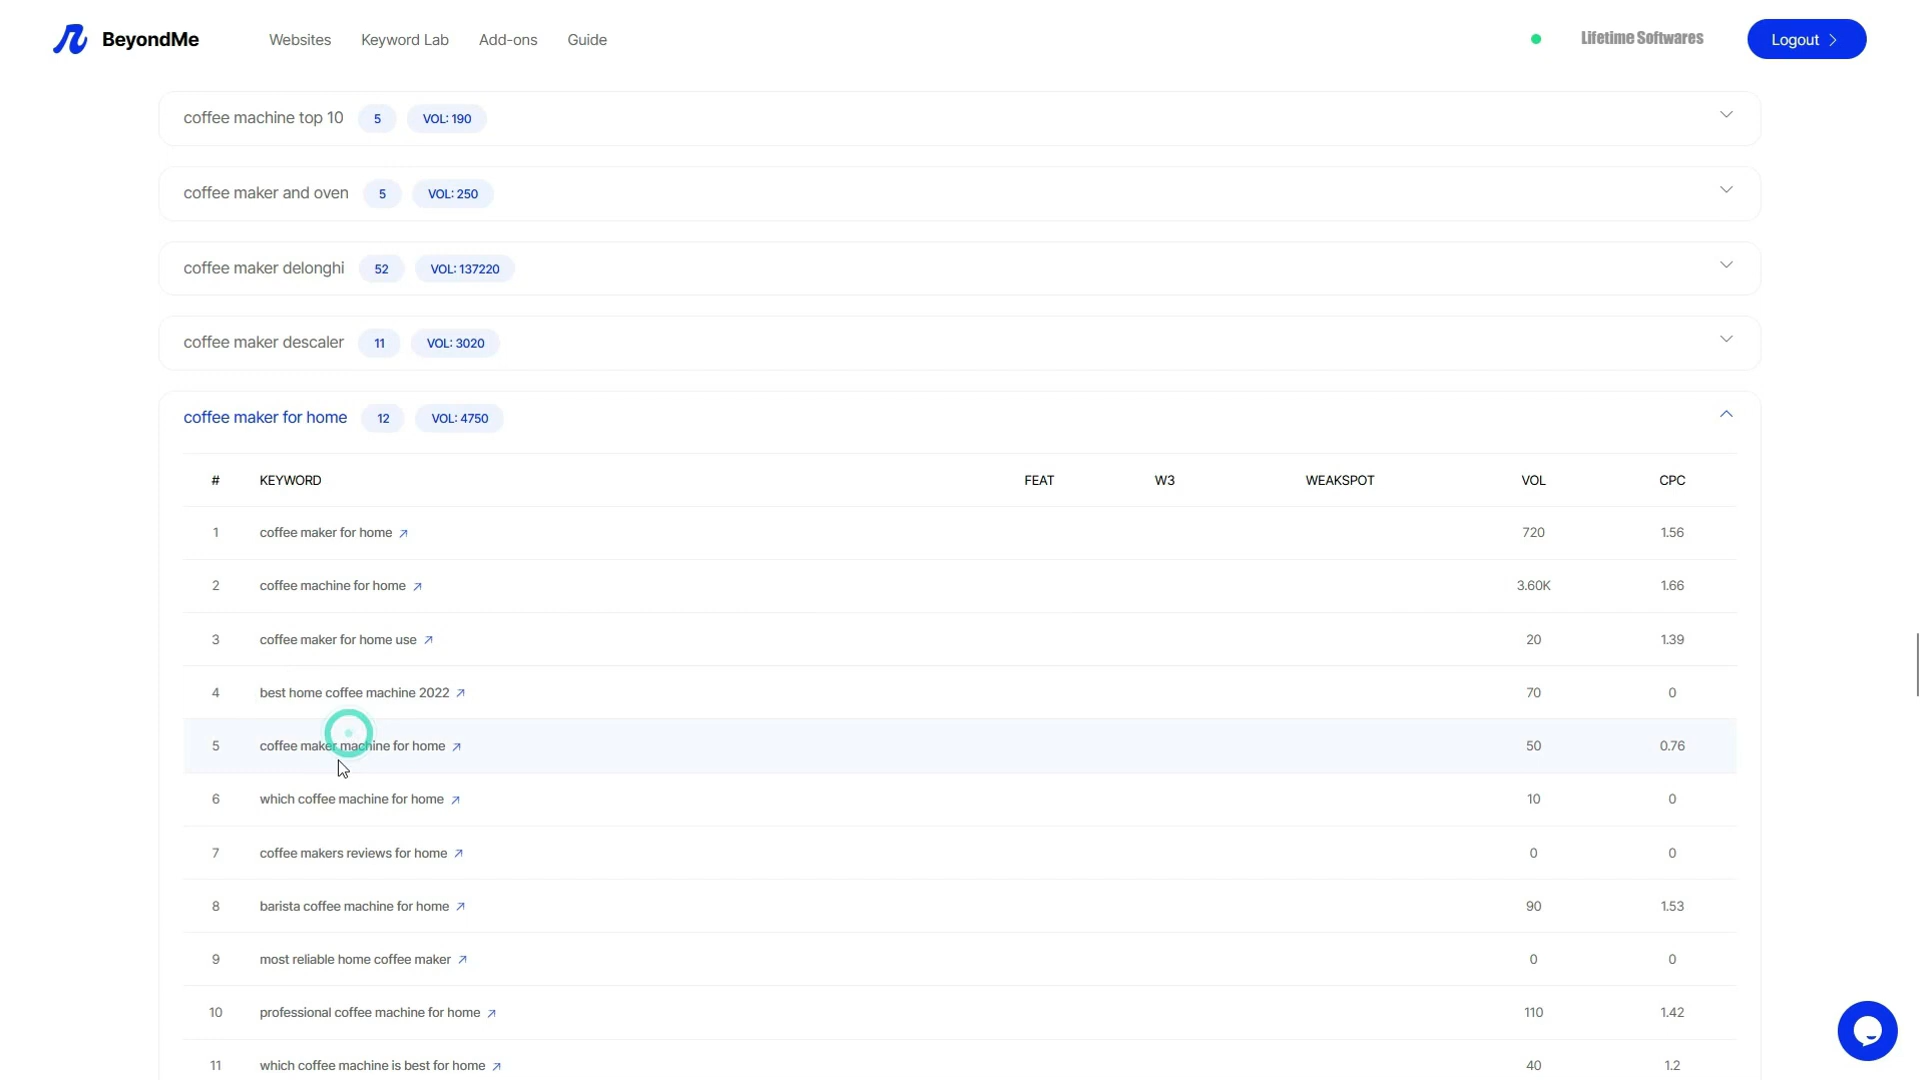 BeyondMe Websites Keyword Lab Add-ons Guide Lifetime Softwares Logout
coffee machine top 10 5 VOL: 190
coffee maker and oven 5 VOL: 250
coffee maker delonghi 52 VOL: 137220
coffee maker descaler 11 VOL: 3020
coffee maker for home 12 VOL: 4750
# KEYWORD FEAT W3 WEAKSPOT VOL CPC
1 coffee maker for home 720 1.56
2 coffee machine for home 3.60K 1.66
3 coffee maker for home use 20 1.39
4 best home coffee machine 2022 70 0
5 coffee maker machine for home 50 0.76
6 which coffee machine for home 10 0
7 coffee makers reviews for home 0 0
8 barista coffee machine for home 90 1.53
9 most reliable home coffee maker 0 0
10 professional coffee machine for home 110 1.42
11 which coffee machine is best for home 40 1.2